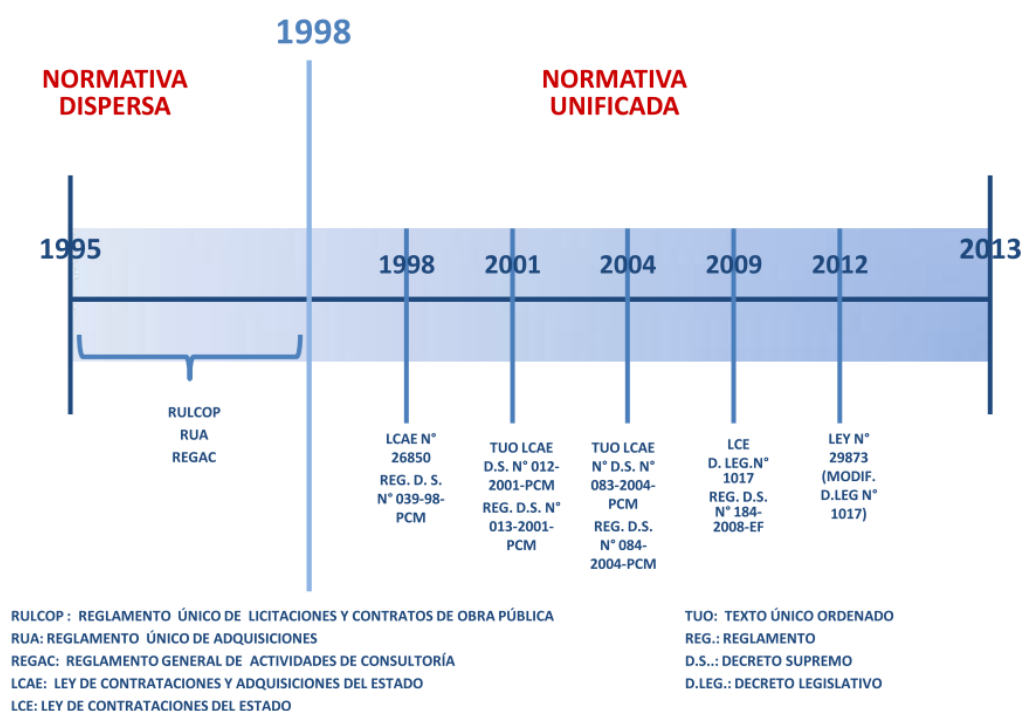 1998
NORMATIVA
DISPERSA
NORMATIVA
UNIFICADA
1995
1998
2001
2004
2009
2012
2013
RULCOP
RUA
REGAC
LCAE N°
26850
REG. D. S.
N° 039-98-
PCM
TUO LCAE
D.S. N° 012-
2001-PCM
REG. D.S. N°
013-2001-
PCM
TUO LCAE
N° D.S. N°
083-2004-
PCM
REG. D.S.
N° 084-
2004-PCM
LCE
D. LEG.N°
1017
REG. D.S.
N° 184-
2008-EF
LEY N°
29873
(MODIF.
D.LEG N°
1017)
RULCOP : REGLAMENTO ÚNICO DE LICITACIONES Y CONTRATOS DE OBRA PÚBLICA
RUA: REGLAMENTO ÚNICO DE ADQUISICIONES
REGAC: REGLAMENTO GENERAL DE ACTIVIDADES DE CONSULTORÍA
LCAE: LEY DE CONTRATACIONES Y ADQUISICIONES DEL ESTADO
LCE: LEY DE CONTRATACIONES DEL ESTADO
TUO: TEXTO ÚNICO ORDENADO
REG.: REGLAMENTO
D.S..: DECRETO SUPREMO
D.LEG.: DECRETO LEGISLATIVO